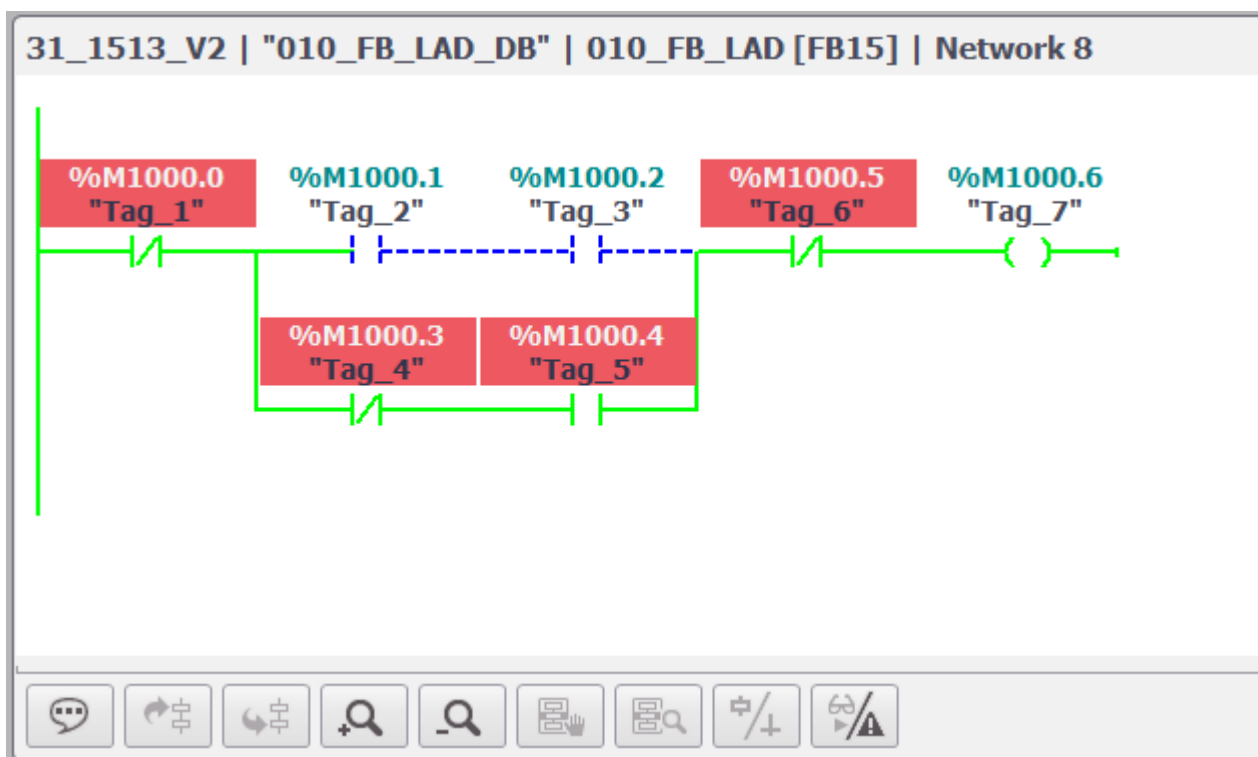 31_1513_V2 | "010_FB_LAD_DB" | 010_FB_LAD [FB15] | Network 8
%M1000.0 %M1000.1 %M1000.2 %M1000.5 %M1000.6
"Tag_1" "Tag_2" "Tag_3" "Tag_6" "Tag_7"
%M1000.3 %M1000.4
"Tag_4" "Tag_5"